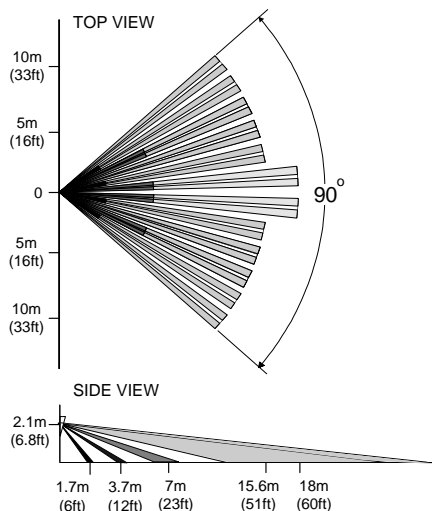 TOP VIEW
10m
(33ft)
5m
(16ft)
0
5m
(16ft)
10m
(33ft)
90°
SIDE VIEW
2.1m
(6.8ft)
1.7m
(6ft)
3.7m
(12ft)
7m
(23ft)
15.6m
(51ft)
18m
(60ft)